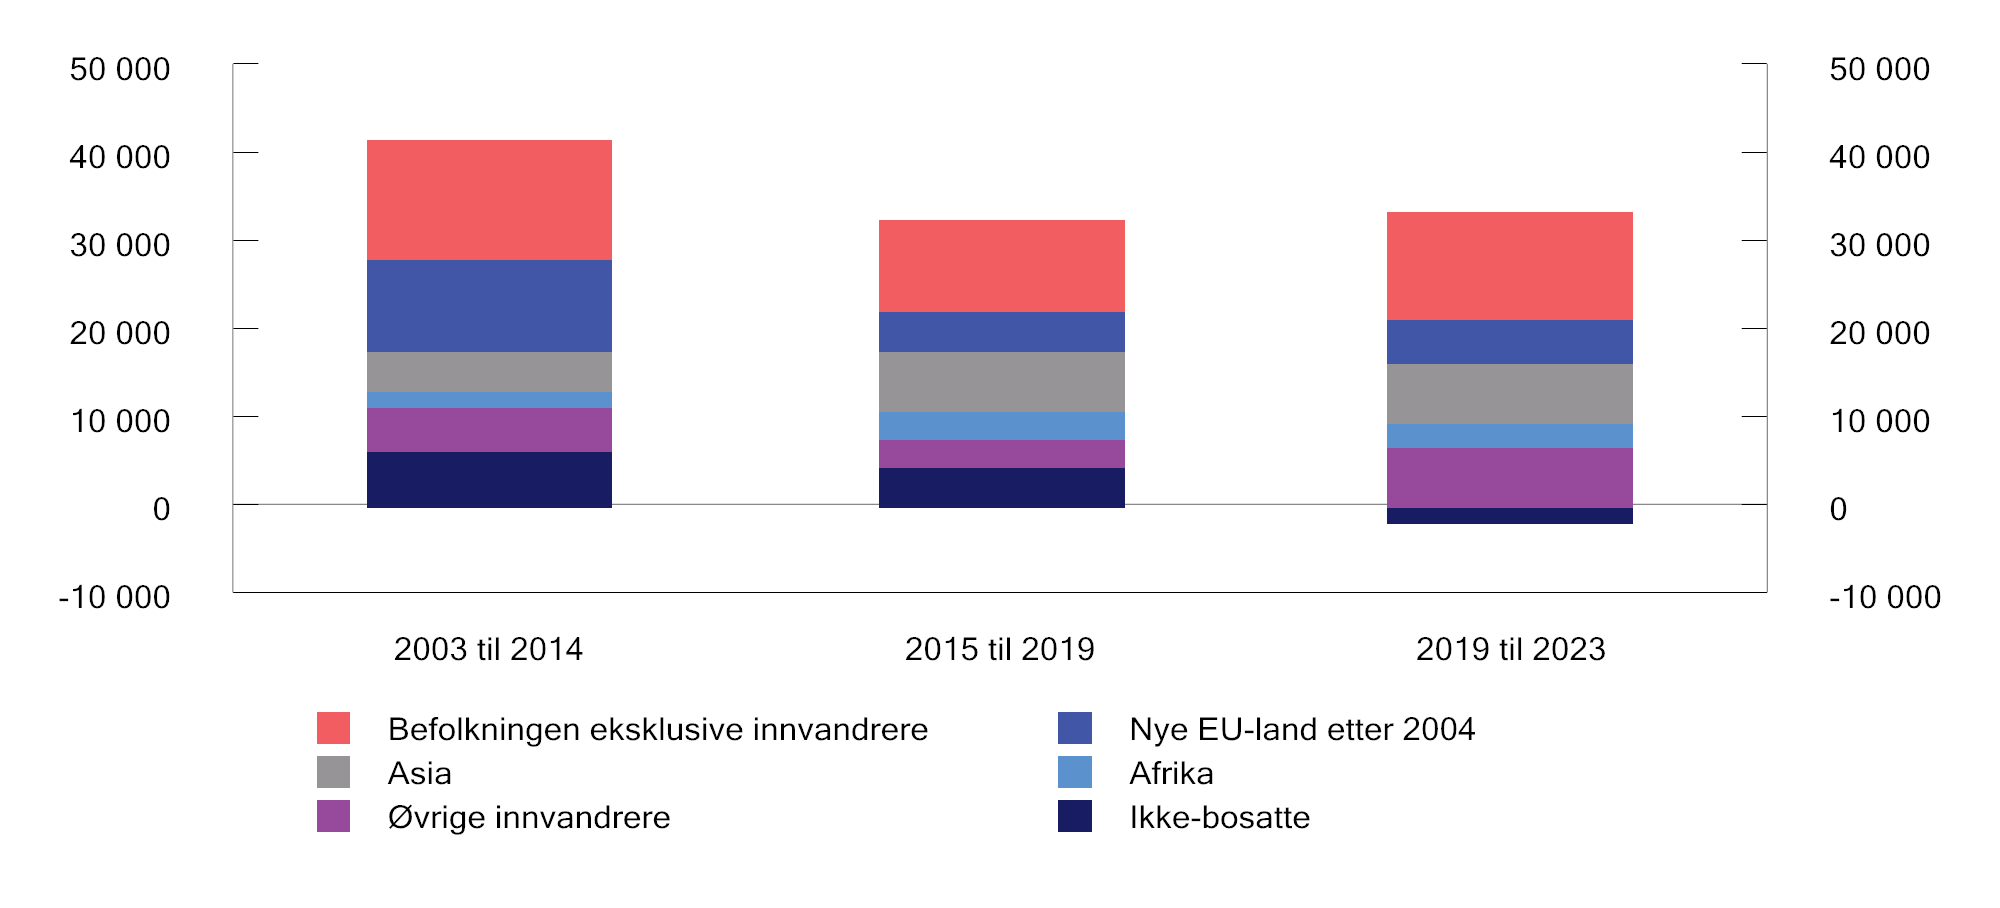 50 000 50 000
40 000 40 000
30 000 30 000
20 000 20 000
10 000 10 000
0 0
-10 000 -10 000
2003 til 2014 2015 til 2019 2019 til 2023
Befolkningen eksklusive innvandrere Nye EU-land etter 2004
Asia Afrika
Øvrige innvandrere Ikke-bosatte